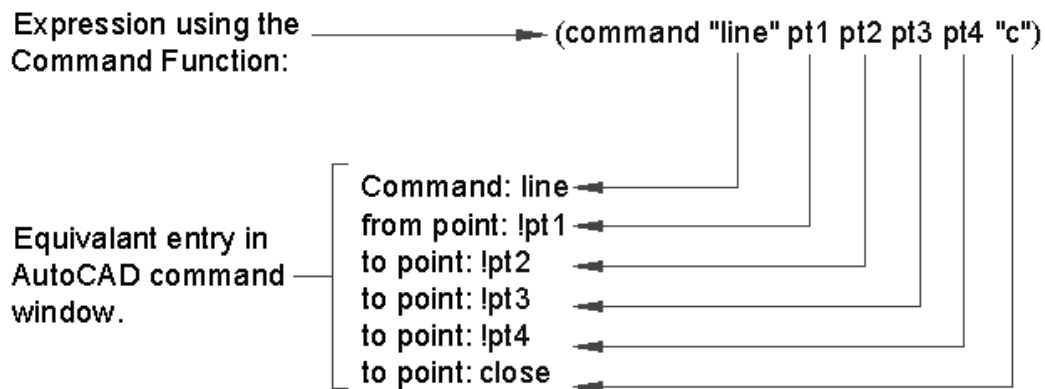 Expression using the
Command Function:
(command "line" pt1 pt2 pt3 pt4 "c")
Equivalant entry in
AutoCAD command
window.
Command: line
from point: !pt1
to point: !pt2
to point: !pt3
to point: !pt4
to point: close